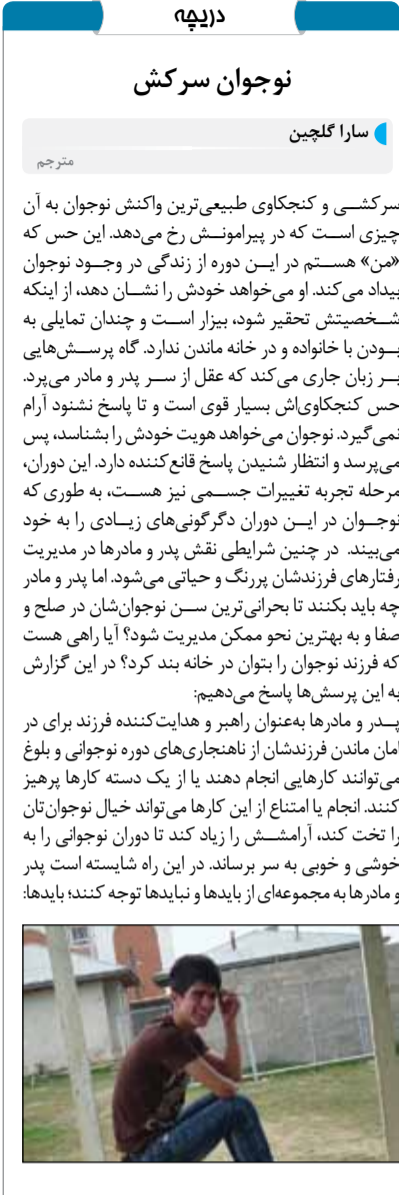 دریچه
نوجوان سرکش
سارا گلچین
مترجم
سرکشی و کنجکاوی طبیعی‌ترین واکنش نوجوان به آن
چیزی است که در پیرامونش رخ می‌دهد. این حس که
«من» هستم در این دوره از زندگی در وجود نوجوان
بیداد می‌کند. او می‌خواهد خودش را نشان دهد، از اینکه
شخصیتش تحقیر شود، بیزار است و چندان تمایلی به
بودن با خانواده و در خانه ماندن ندارد. گاه پرسش‌هایی
بر زبان جاری می‌کند که عقل از سر پدر و مادر می‌پرد.
حس کنجکاوی‌اش بسیار قوی است و تا پاسخ نشنود آرام
نمی‌گیرد. نوجوان می‌خواهد هویت خودش را بشناسد، پس
می‌پرسد و انتظار شنیدن پاسخ قانع‌کننده دارد. این دوران،
مرحله تجربه تغییرات جسمی نیز هست، به طوری که
نوجوان در این دوران دگرگونی‌های زیادی را به خود
می‌بیند. در چنین شرایطی نقش پدر و مادرها در مدیریت
رفتارهای فرزندشان پررنگ و حیاتی می‌شود. اما پدر و مادر
چه باید بکنند تا بحرانی‌ترین سن نوجوان‌شان در صلح و
صفا و به بهترین نحو ممکن مدیریت شود؟ آیا راهی هست
که فرزند نوجوان را بتوان در خانه بند کرد؟ در این گزارش
به این پرسش‌ها پاسخ می‌دهیم:
پدر و مادرها به‌عنوان راهبر و هدایت‌کننده فرزند برای در
امان ماندن فرزندشان از ناهنجاری‌های دوره نوجوانی و بلوغ
می‌توانند کارهایی انجام دهند یا از یک دسته کارها پرهیز
کنند. انجام یا امتناع از این کارها می‌تواند خیال نوجوان‌تان
را تخت کند، آرامشش را زیاد کند تا دوران نوجوانی را به
خوشی و خوبی به سر برساند. در این راه شایسته است پدر
و مادرها به مجموعه‌ای از بایدها و نبایدها توجه کنند؛ بایدها: